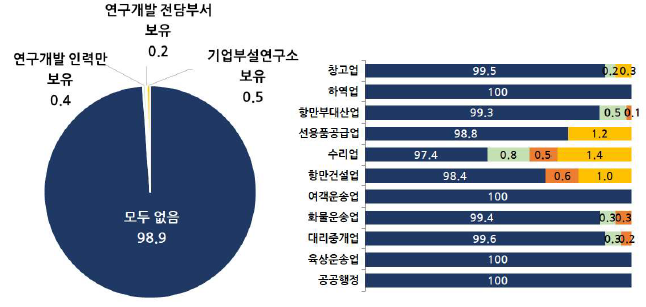 연구개발 전담부서
보유
0.2
연구개발 인력만
보유
0.4
기업부설연구소
보유
0.5
모두 없음
98.9
창고업 99.5 0.2 0.3
하역업 100
항만부대산업 99.3 0.5 0.1
선용품공급업 98.8 1.2
수리업 97.4 0.8 0.5 1.4
항만건설업 98.4 0.6 1.0
여객운송업 100
화물운송업 99.4 0.3 0.3
대리중개업 99.6 0.3 0.2
육상운송업 100
공공행정 100